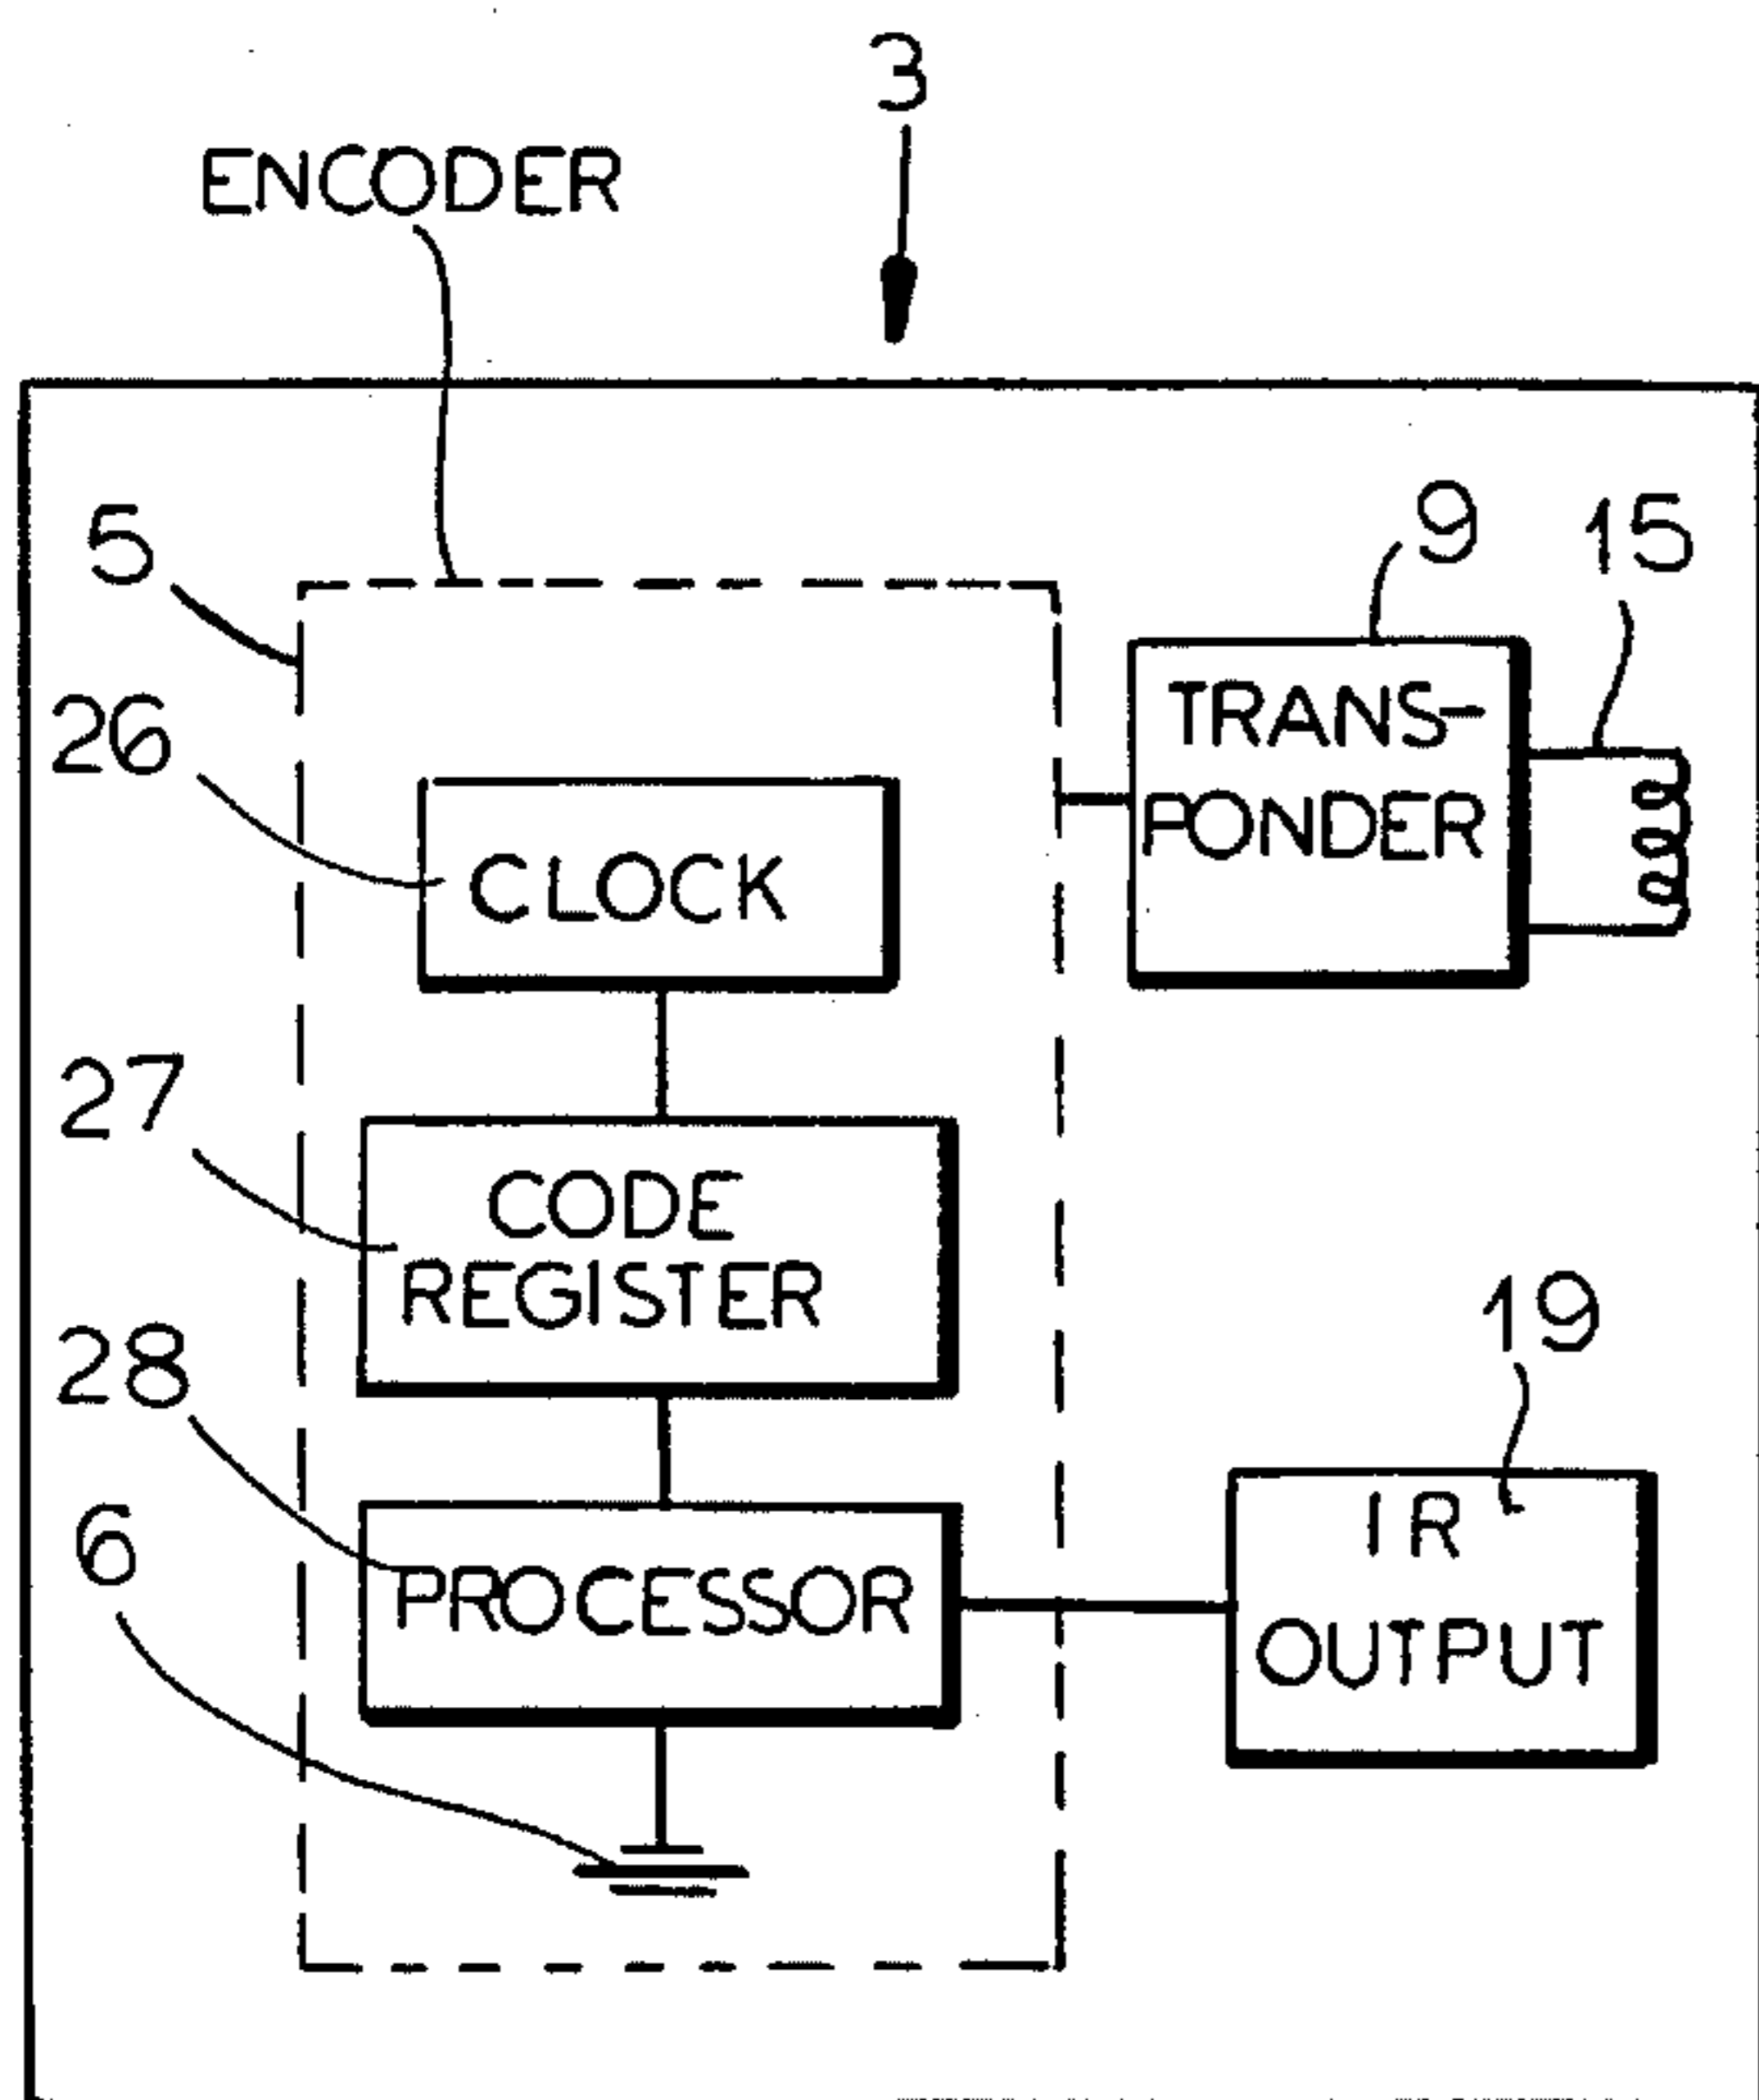 3
ENCODER
5
9
15
26
TRANS-
PONDER
CLOCK
27
CODE
REGISTER
28
19
6
IR
PROCESSOR
OUTPUT